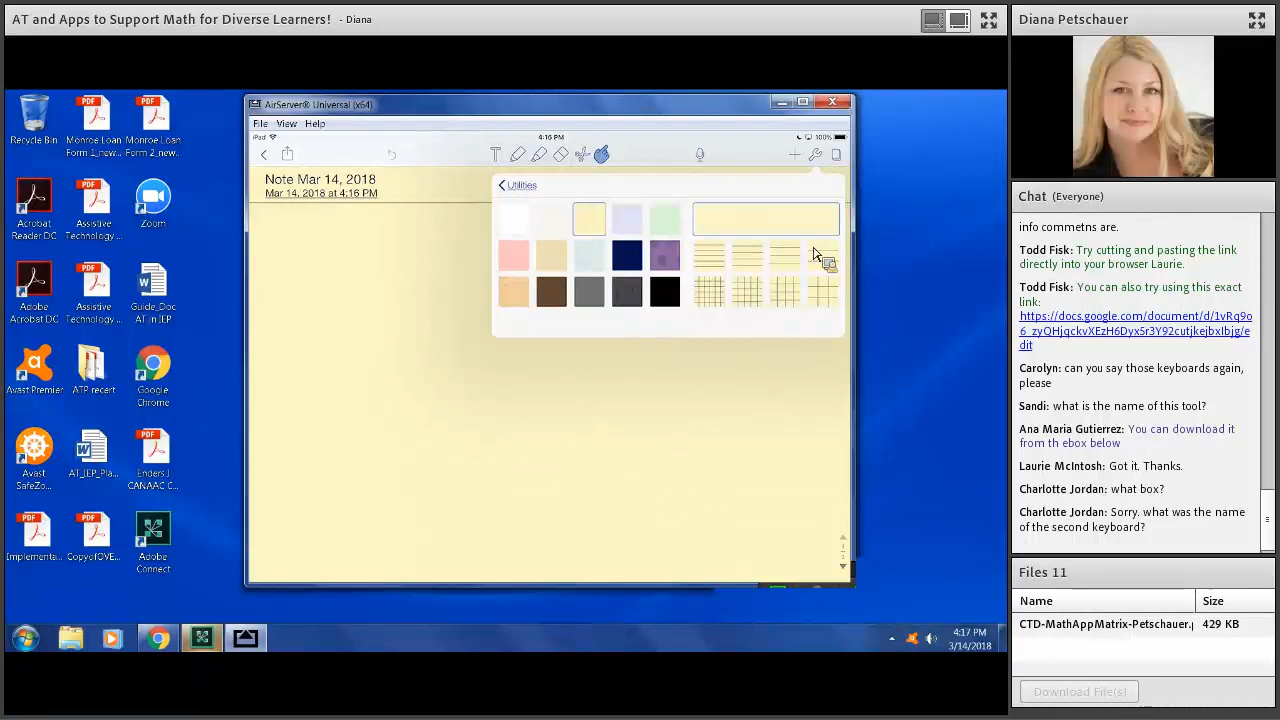 AT and Apps to Support Math for Diverse Learners! - Diana
Diana Petschauer
Recycle Bin
Monroe Loan
Form 1_new...
Monroe Loan
Form 2_new...
Acrobat
Reader DC
Assistive
Technology ...
Zoom
Adobe
Acrobat DC
Assistive
Technology ...
Guide_Doc
AT in IEP
Avast Premier
ATP recert
Google
Chrome
Avast
SafeZo...
AT_IEP_Pla...
Enders J
CANAAC C...
Implementa...
CopyofOVE...
Adobe
Connect
AirServer® Universal (x64)
File View Help
iPad
4:16 PM
100%
Note Mar 14, 2018
Mar 14, 2018 at 4:16 PM
Utilities
4:17 PM
3/14/2018
Chat (Everyone)
info commetns are.
Todd Fisk: Try cutting and pasting the link
directly into your browser Laurie.
Todd Fisk: You can also try using this exact
link:
https://docs.google.com/document/d/1vRq9o
6_zyQHjqckvXEzH6Dyx5r3Y92cutjkejbxIbjg/e
dit
Carolyn: can you say those keyboards again,
please
Sandi: what is the name of this tool?
Ana Maria Gutierrez: You can download it
from th ebox below
Laurie McIntosh: Got it. Thanks.
Charlotte Jordan: what box?
Charlotte Jordan: Sorry. what was the name
of the second keyboard?
Files 11
Name Size
CTD-MathAppMatrix-Petschauer.p 429 KB
Download File(s)